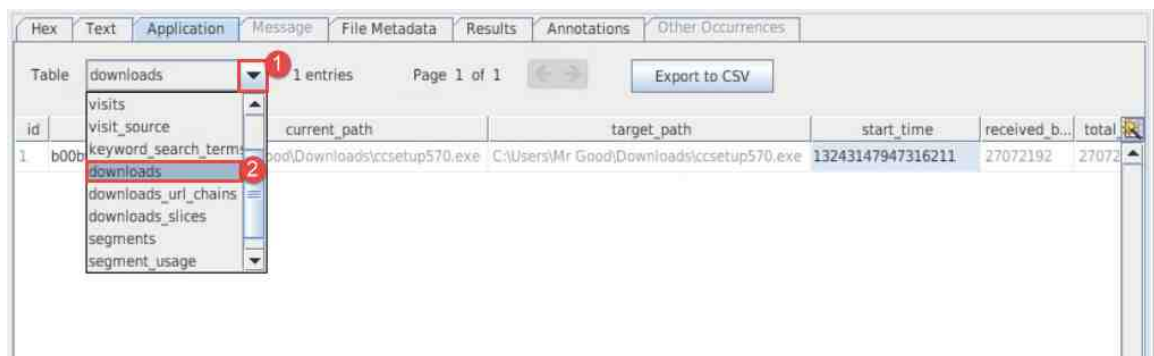 Hex Text Application Message File Metadata Results Annotations Other Occurrences
Table downloads 1 1 entries Page 1 of 1 Export to CSV
visits
visit_source
keyword_search_terms
downloads 2
downloads_url_chains
downloads_slices
segments
segment_usage
id current_path target_path start_time received_b... total
1 b00b ood\Downloads\ccsetup570.exe C:\Users\Mr Good\Downloads\ccsetup570.exe 13243147947316211 27072192 27072